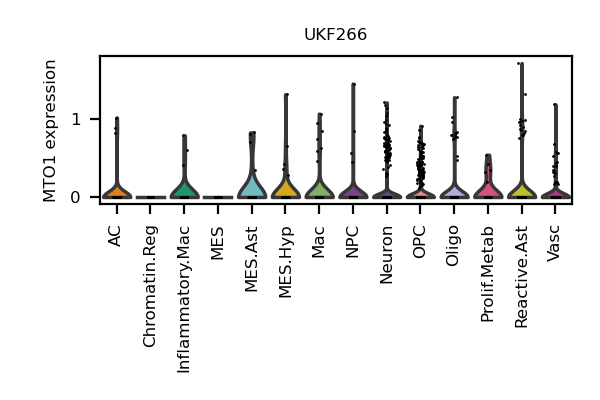 UKF266
MTO1 expression
1
0
AC
Chromatin.Reg
Inflammatory.Mac
MES
MES.Ast
MES.Hyp
Mac
NPC
Neuron
OPC
Oligo
Prolif.Metab
Reactive.Ast
Vasc